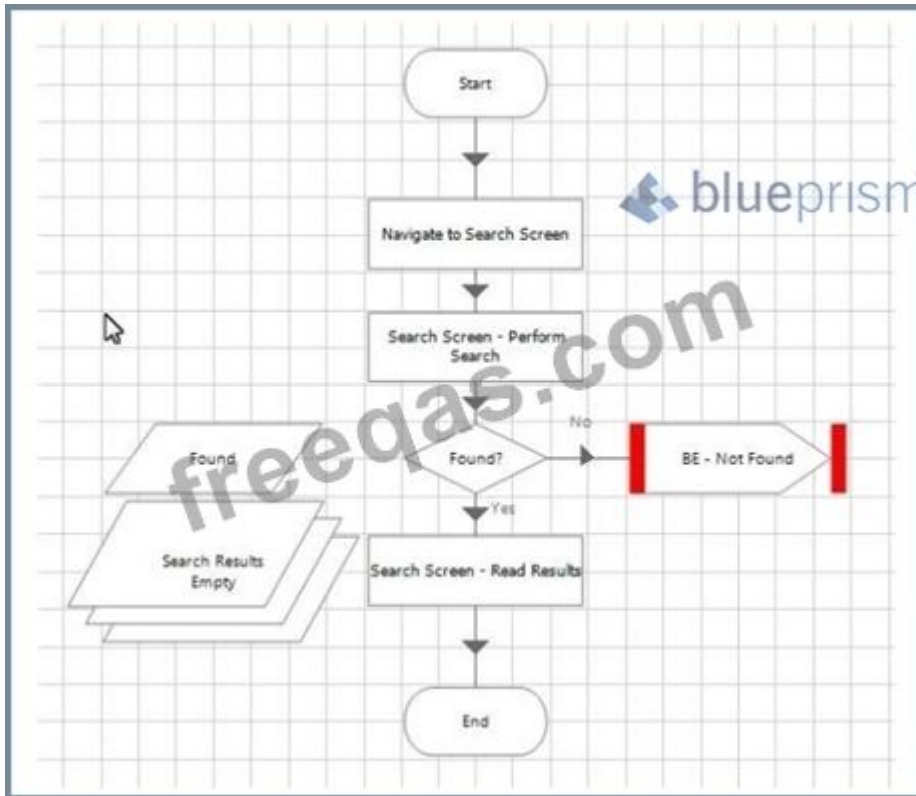 Start
blueprism
Navigate to Search Screen
Search Screen - Perform
Search
freeqas.com
No
Found
Found?
BE - Not Found
Yes
Search Results
Empty
Search Screen - Read Results
End